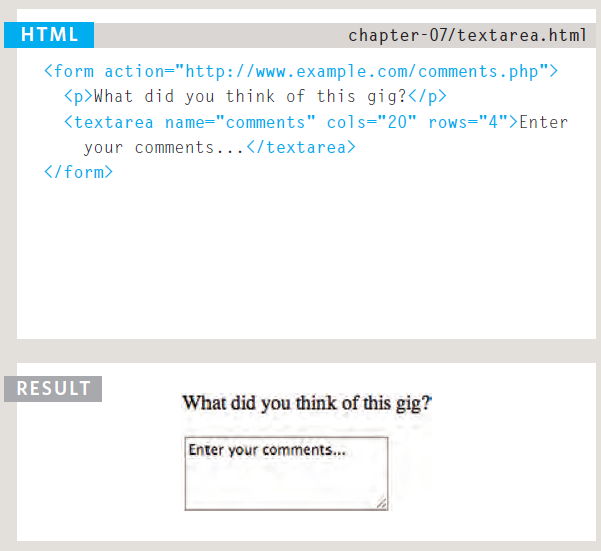 HTML
chapter-07/textarea.html
<form action="http://www.example.com/comments.php">
<p>What did you think of this gig?</p>
<textarea name="comments" cols="20" rows="4">Enter
your comments...</textarea>
</form>
RESULT
What did you think of this gig?
Enter your comments...